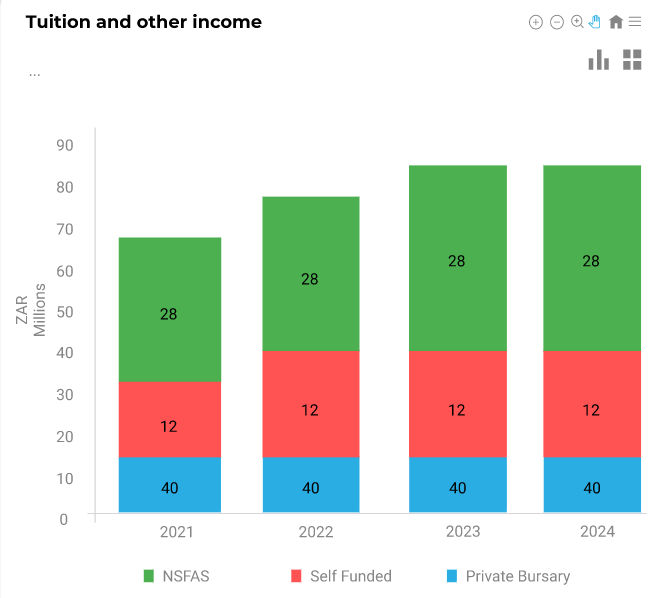 Tuition and other income
...
90
80
70
60
50
40
30
20
10
0
ZAR
Millions
28 28 28 28
12 12 12 12
40 40 40 40
2021 2022 2023 2024
NSFAS Self Funded Private Bursary